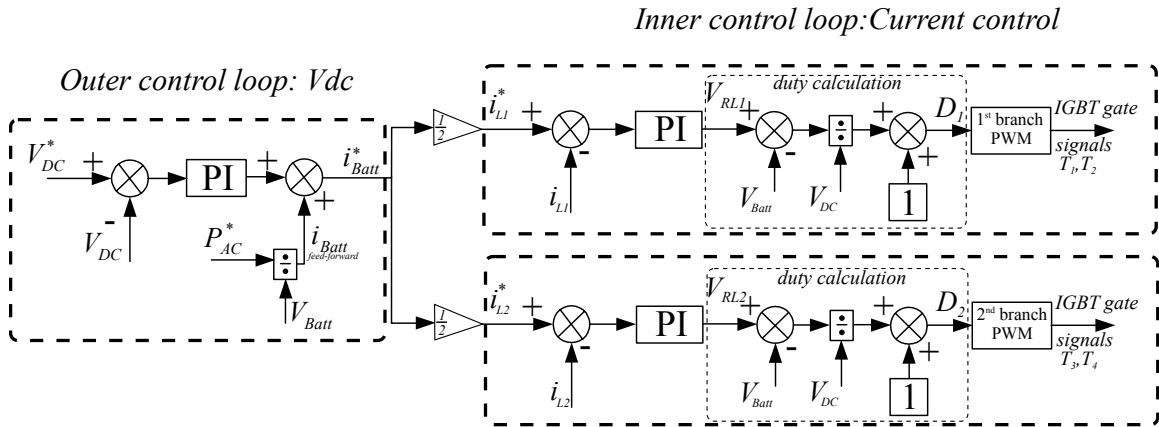 Inner control loop:Current control
Outer control loop: Vdc
V*DC
+
-
VDC
PI
+
+
i*Batt
P*AC
÷
iBatt
feed-forward
VBatt
1/2
i*L1
+
-
iL1
PI
duty calculation
VRL1
+
-
VBatt
÷
VDC
+
+
1
D1
1st branch
PWM
IGBT gate
signals
T1,T2
1/2
i*L2
+
-
iL2
PI
duty calculation
VRL2
+
-
VBatt
÷
VDC
+
+
1
D2
2nd branch
PWM
IGBT gate
signals
T3,T4